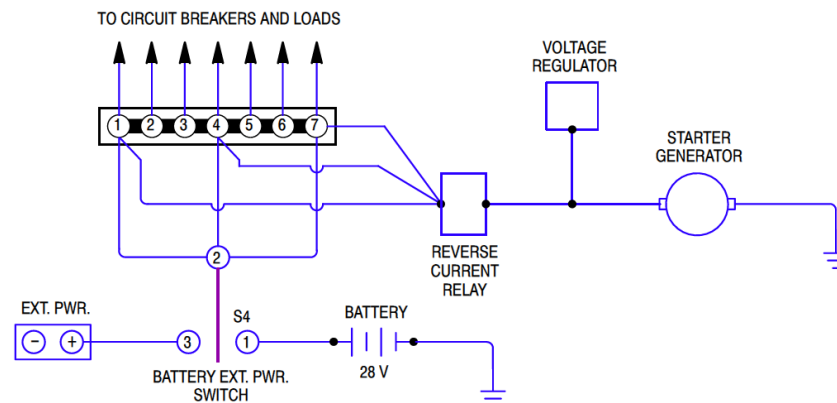 TO CIRCUIT BREAKERS AND LOADS
VOLTAGE
REGULATOR
1 2 3 4 5 6 7
STARTER
GENERATOR
REVERSE
CURRENT
RELAY
2
EXT. PWR.
- +
3
S4
1
BATTERY
28 V
BATTERY EXT. PWR.
SWITCH